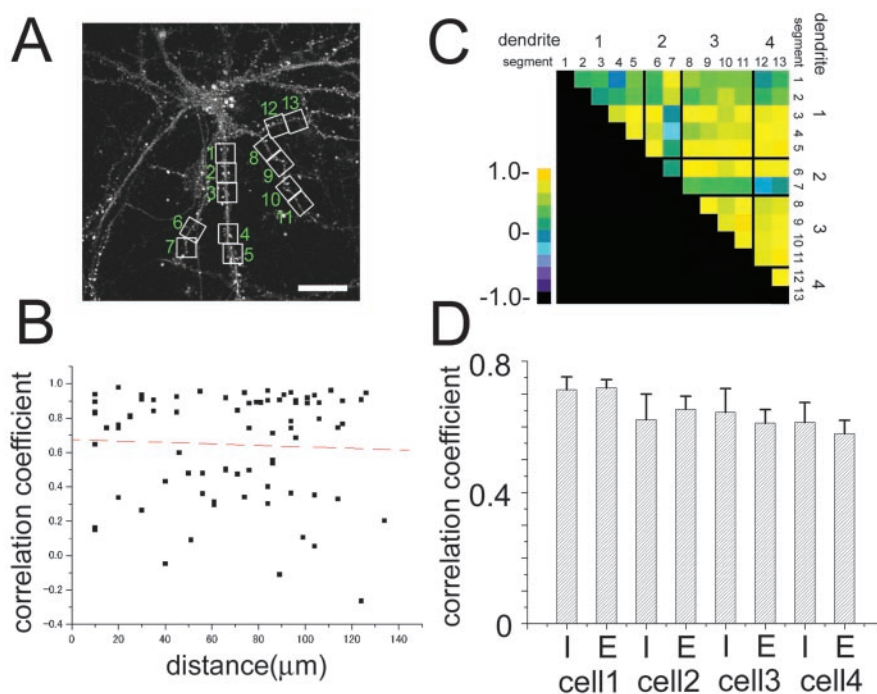 A
1
2
3
4
5
6
7
8
9
10
11
12
13
C
dendrite 1 2 3 4
segment 1 2 3 4 5 6 7 8 9 10 11 12 13
dendrite
segment
1 2 3 4
1 2 3 4 5 6 7 8 9 10 11 12 13
1.0-
0-
-1.0-
B
correlation coefficient
1.0
0.8
0.6
0.4
0.2
0.0
-0.2
-0.4
0 20 40 60 80 100 120 140
distance(μm)
D
correlation coefficient
0.8
0.4
0
I E I E I E I E
cell1 cell2 cell3 cell4